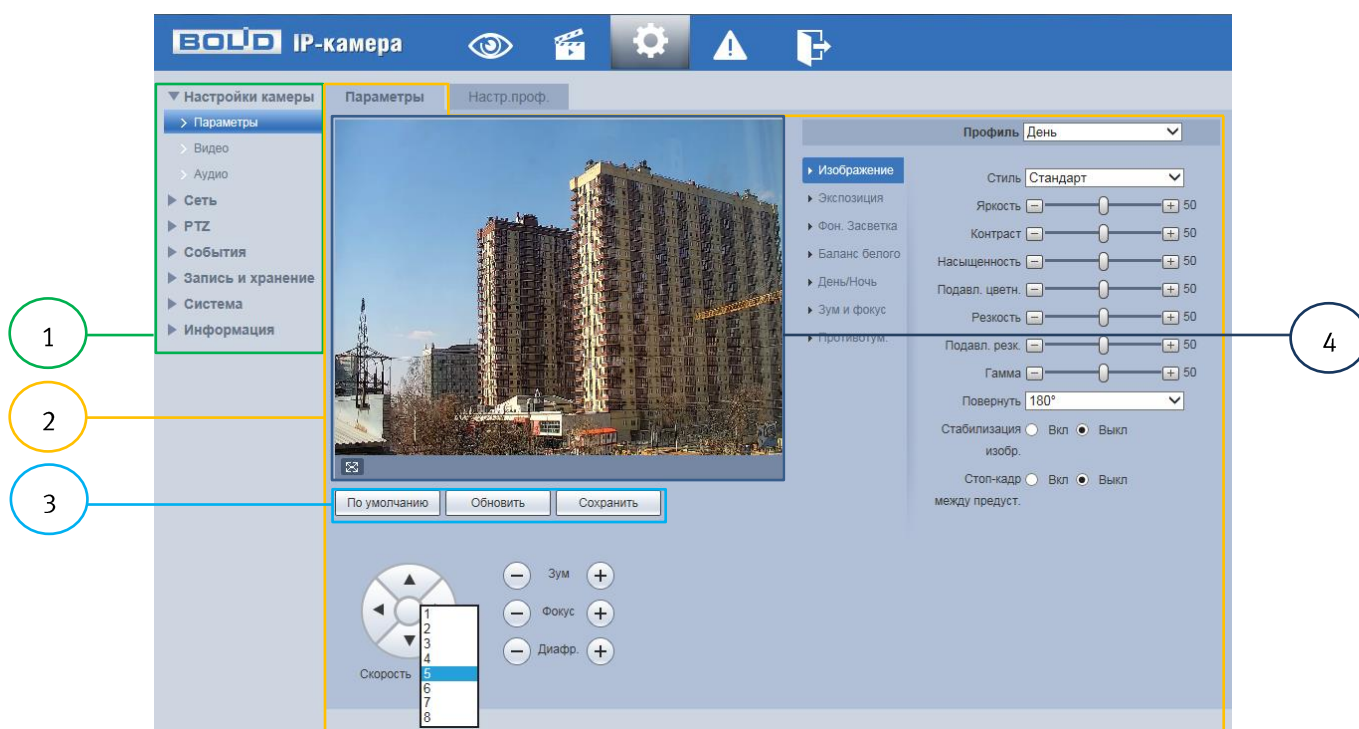 BOLID IP-камера
Настройки камеры
Параметры
Видео
Аудио
Сеть
PTZ
События
Запись и хранение
Система
Информация
Параметры
Настр.проф.
Профиль День
Изображение
Экспозиция
Фон. Засветка
Баланс белого
День/Ночь
Зум и фокус
Противотум.
Стиль Стандарт
Яркость 50
Контраст 50
Насыщенность 50
Подавл. цветн. 50
Резкость 50
Подавл. резк. 50
Гамма 50
Повернуть 180°
Стабилизация Вкл Выкл
изобр.
Стоп-кадр Вкл Выкл
между предуст.
По умолчанию Обновить Сохранить
Зум
Фокус
Диафр.
Скорость
1
2
3
4
5
6
7
8
1
2
3
4